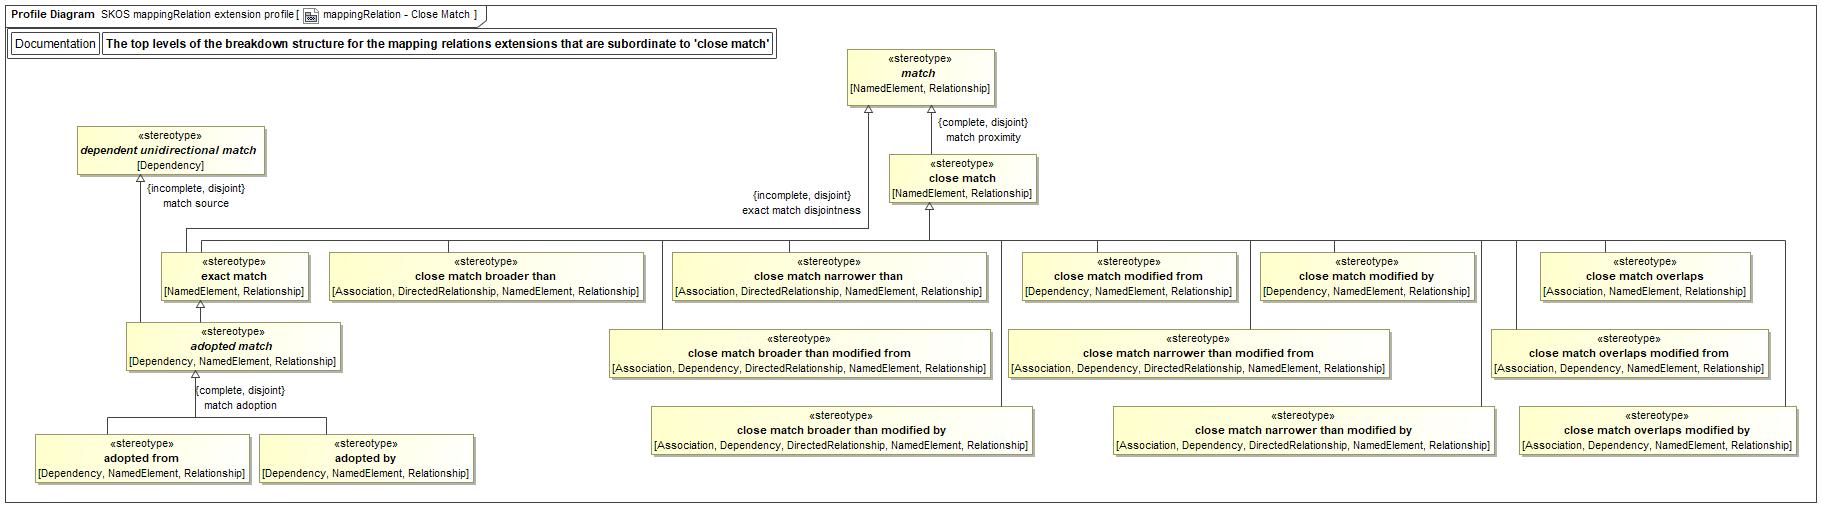 Profile Diagram SKOS mappingRelation extension profile [ mappingRelation - Close Match ]
Documentation The top levels of the breakdown structure for the mapping relations extensions that are subordinate to 'close match'
«stereotype»
match
[NamedElement, Relationship]
{complete, disjoint}
match proximity
«stereotype»
dependent unidirectional match
[Dependency]
{incomplete, disjoint}
match source
«stereotype»
close match
[NamedElement, Relationship]
{incomplete, disjoint}
exact match disjointness
«stereotype»
exact match
[NamedElement, Relationship]
«stereotype»
close match broader than
[Association, DirectedRelationship, NamedElement, Relationship]
«stereotype»
close match narrower than
[Association, DirectedRelationship, NamedElement, Relationship]
«stereotype»
close match modified from
[Dependency, NamedElement, Relationship]
«stereotype»
close match modified by
[Dependency, NamedElement, Relationship]
«stereotype»
close match overlaps
[Association, NamedElement, Relationship]
«stereotype»
adopted match
[Dependency, NamedElement, Relationship]
«stereotype»
close match broader than modified from
[Association, Dependency, DirectedRelationship, NamedElement, Relationship]
«stereotype»
close match narrower than modified from
[Association, Dependency, DirectedRelationship, NamedElement, Relationship]
«stereotype»
close match overlaps modified from
[Association, Dependency, NamedElement, Relationship]
{complete, disjoint}
match adoption
«stereotype»
close match broader than modified by
[Association, Dependency, DirectedRelationship, NamedElement, Relationship]
«stereotype»
close match narrower than modified by
[Association, Dependency, DirectedRelationship, NamedElement, Relationship]
«stereotype»
close match overlaps modified by
[Association, Dependency, NamedElement, Relationship]
«stereotype»
adopted from
[Dependency, NamedElement, Relationship]
«stereotype»
adopted by
[Dependency, NamedElement, Relationship]